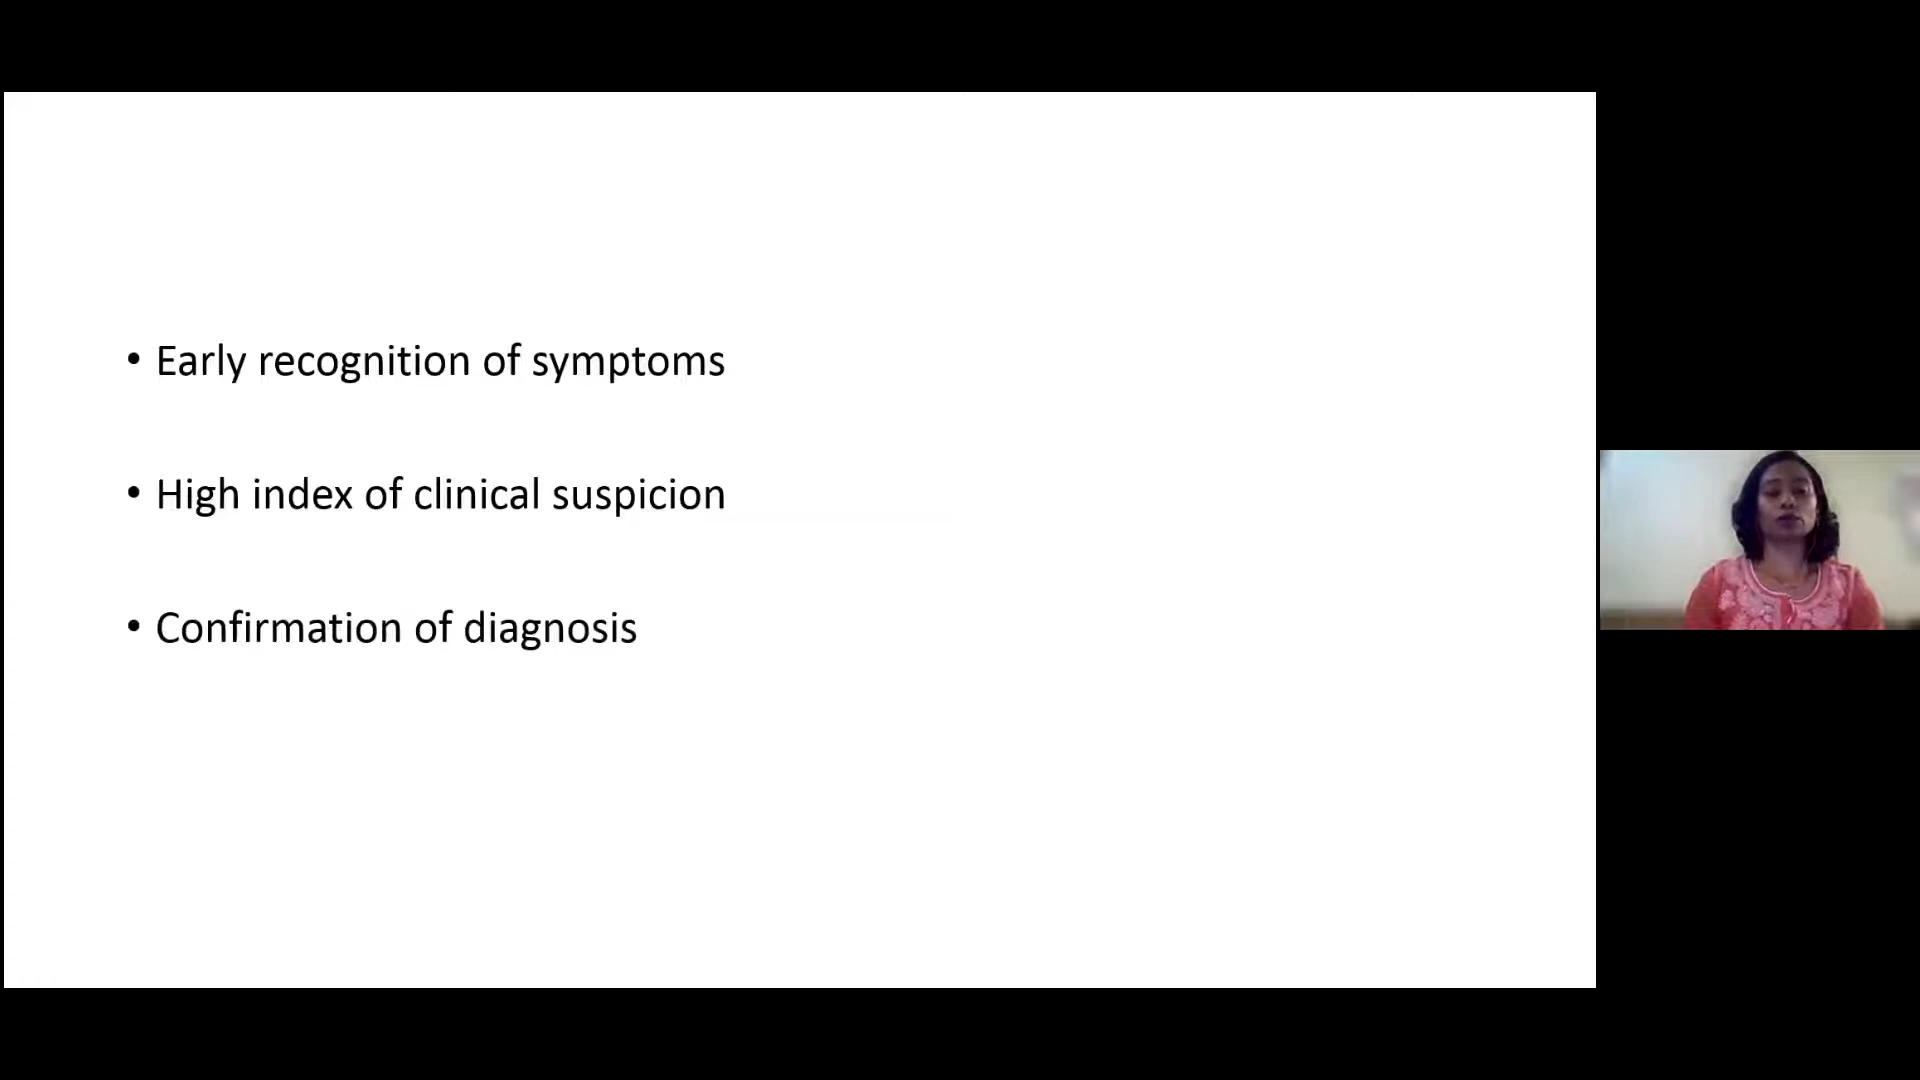 • Early recognition of symptoms
• High index of clinical suspicion
• Confirmation of diagnosis